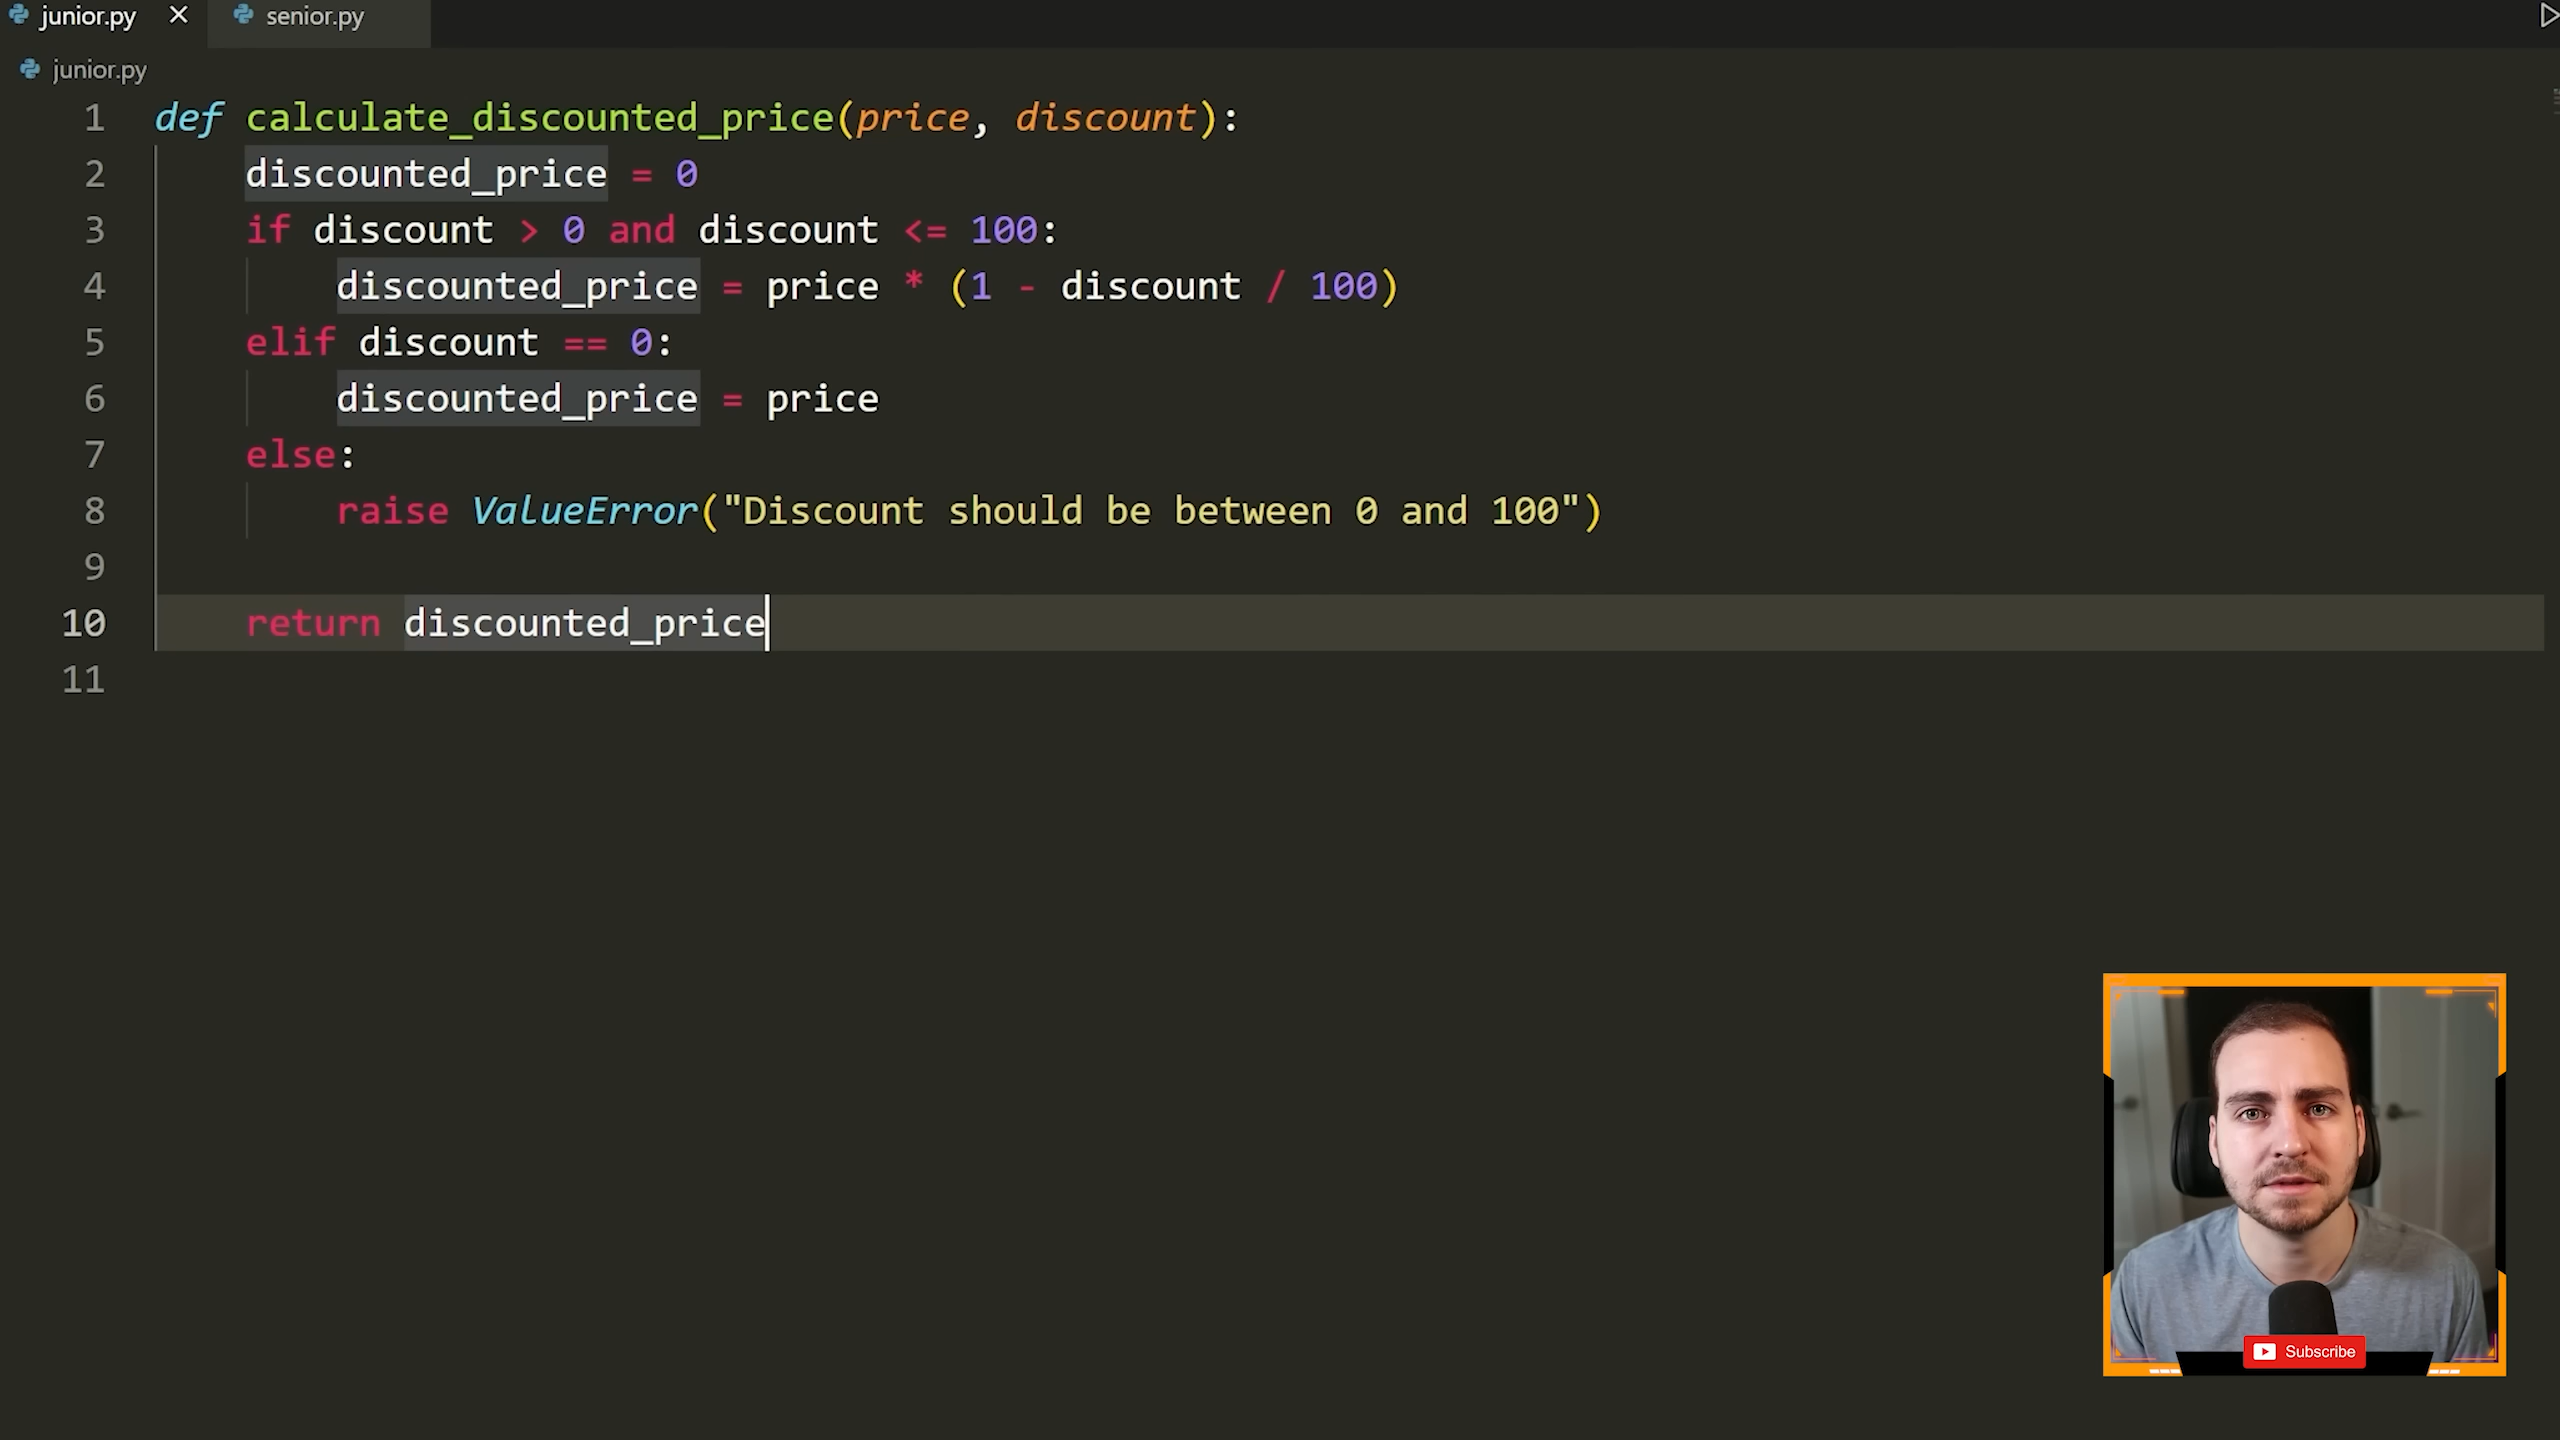 junior.py senior.py
junior.py
1 def calculate_discounted_price(price, discount):
2 discounted_price = 0
3 if discount > 0 and discount <= 100:
4 discounted_price = price * (1 - discount / 100)
5 elif discount == 0:
6 discounted_price = price
7 else:
8 raise ValueError("Discount should be between 0 and 100")
9
10 return discounted_price
11
Subscribe